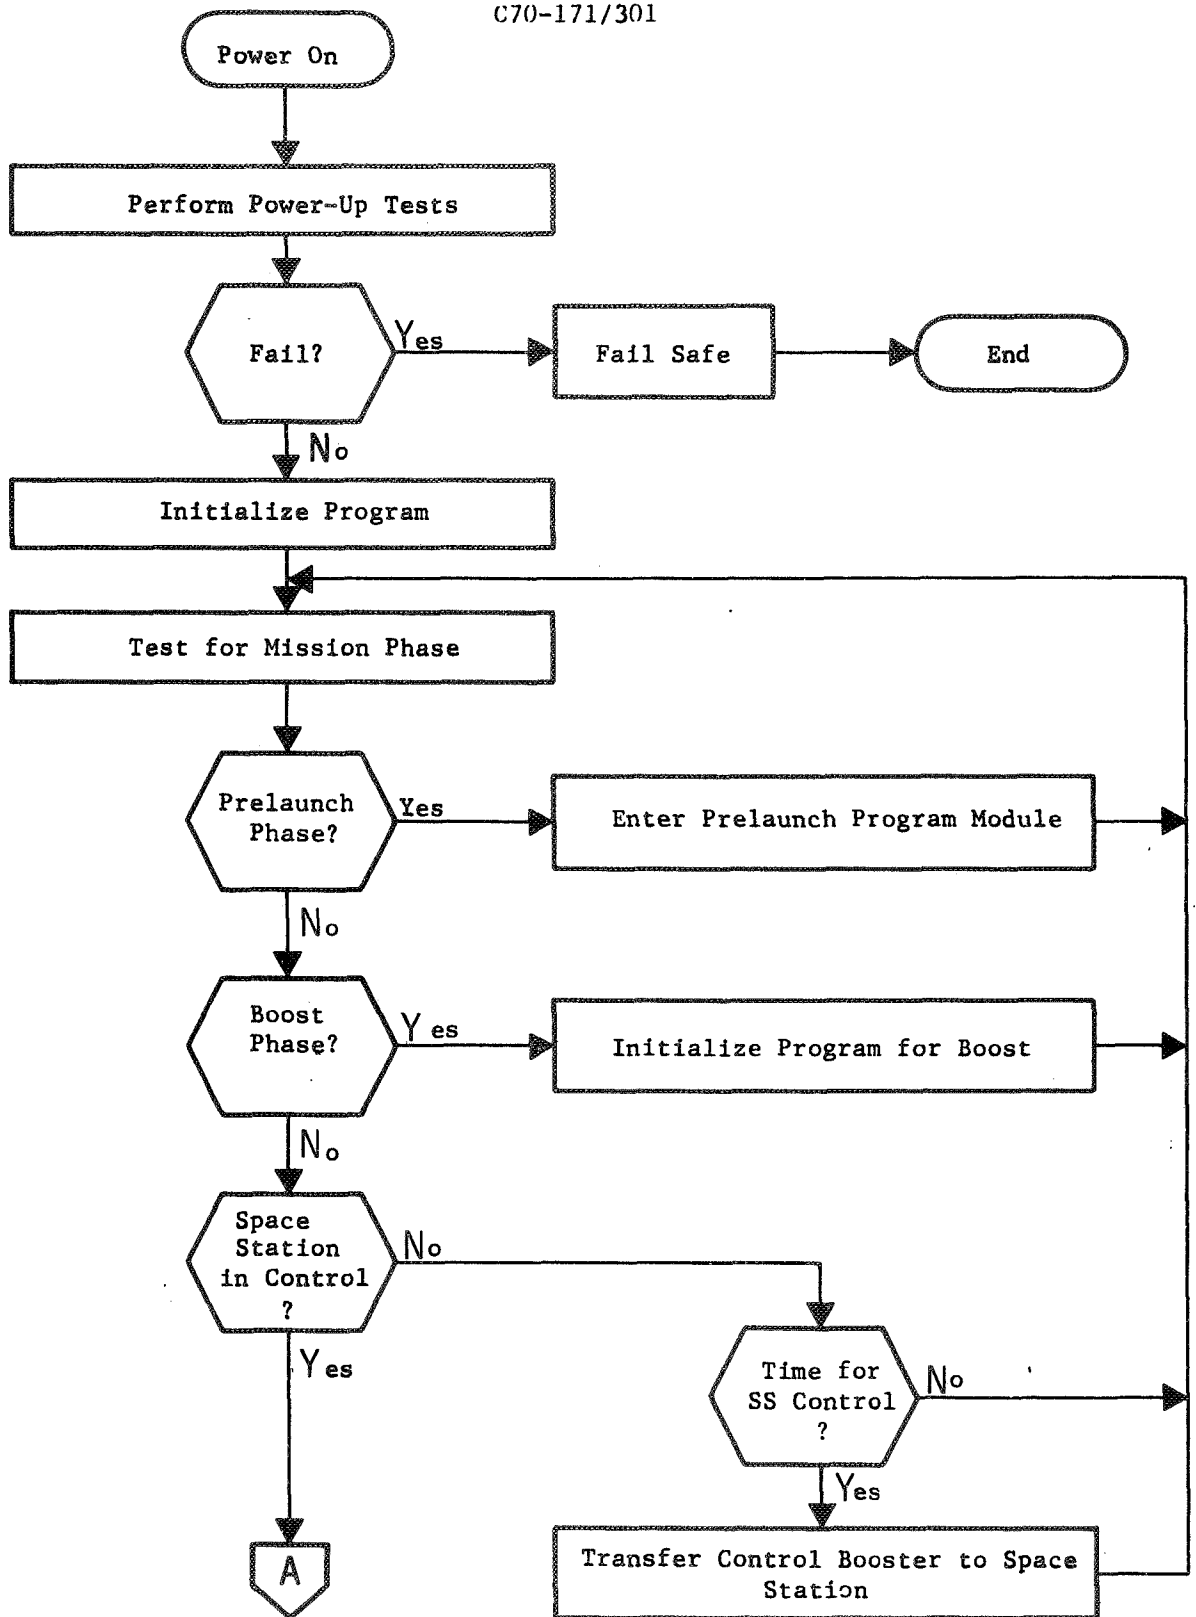 C70-171/301
Power On
Perform Power-Up Tests
Fail?
Yes
Fail Safe
End
No
Initialize Program
Test for Mission Phase
Prelaunch
Phase?
Yes
Enter Prelaunch Program Module
No
Boost
Phase?
Yes
Initialize Program for Boost
No
Space
Station
in Control
?
No
Yes
Time for
SS Control
?
No
Yes
Transfer Control Booster to Space
Station
A